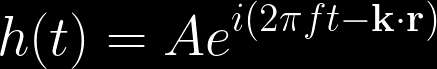 h(t) = Ae^{i(2πft−𝐤·𝐫)}